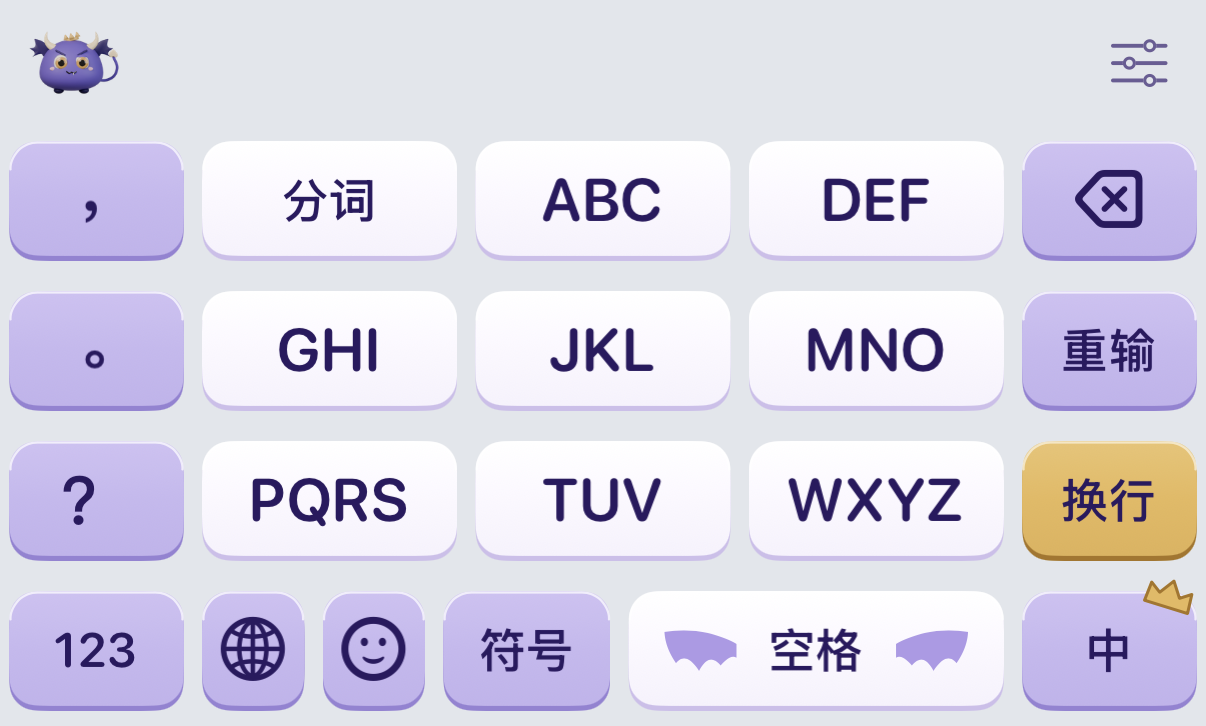 ， 分词 ABC DEF
。 GHI JKL MNO 重输
？ PQRS TUV WXYZ 换行
123 符号 空格 中